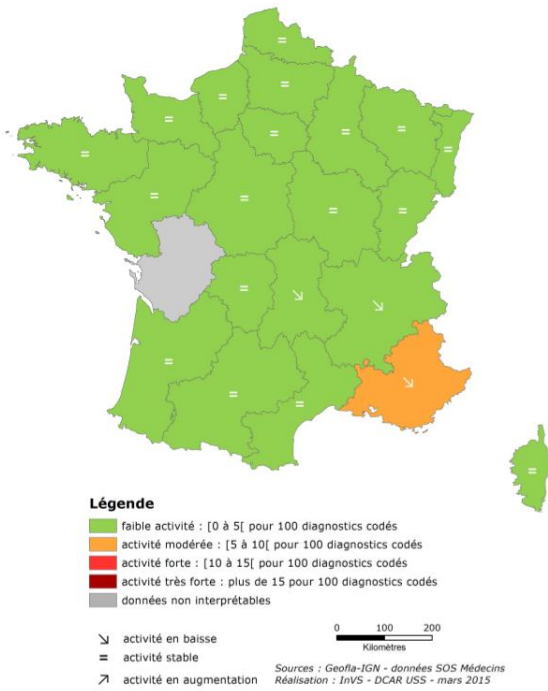 Légende
faible activité : [0 à 5[ pour 100 diagnostics codés
activité modérée : [5 à 10[ pour 100 diagnostics codés
activité forte : [10 à 15[ pour 100 diagnostics codés
activité très forte : plus de 15 pour 100 diagnostics codés
données non interprétables
activité en baisse
activité stable
activité en augmentation
0 100 200
Kilomètres
Sources : Geofla-IGN - données SOS Médecins
Réalisation : InVS - DCAR USS - mars 2015